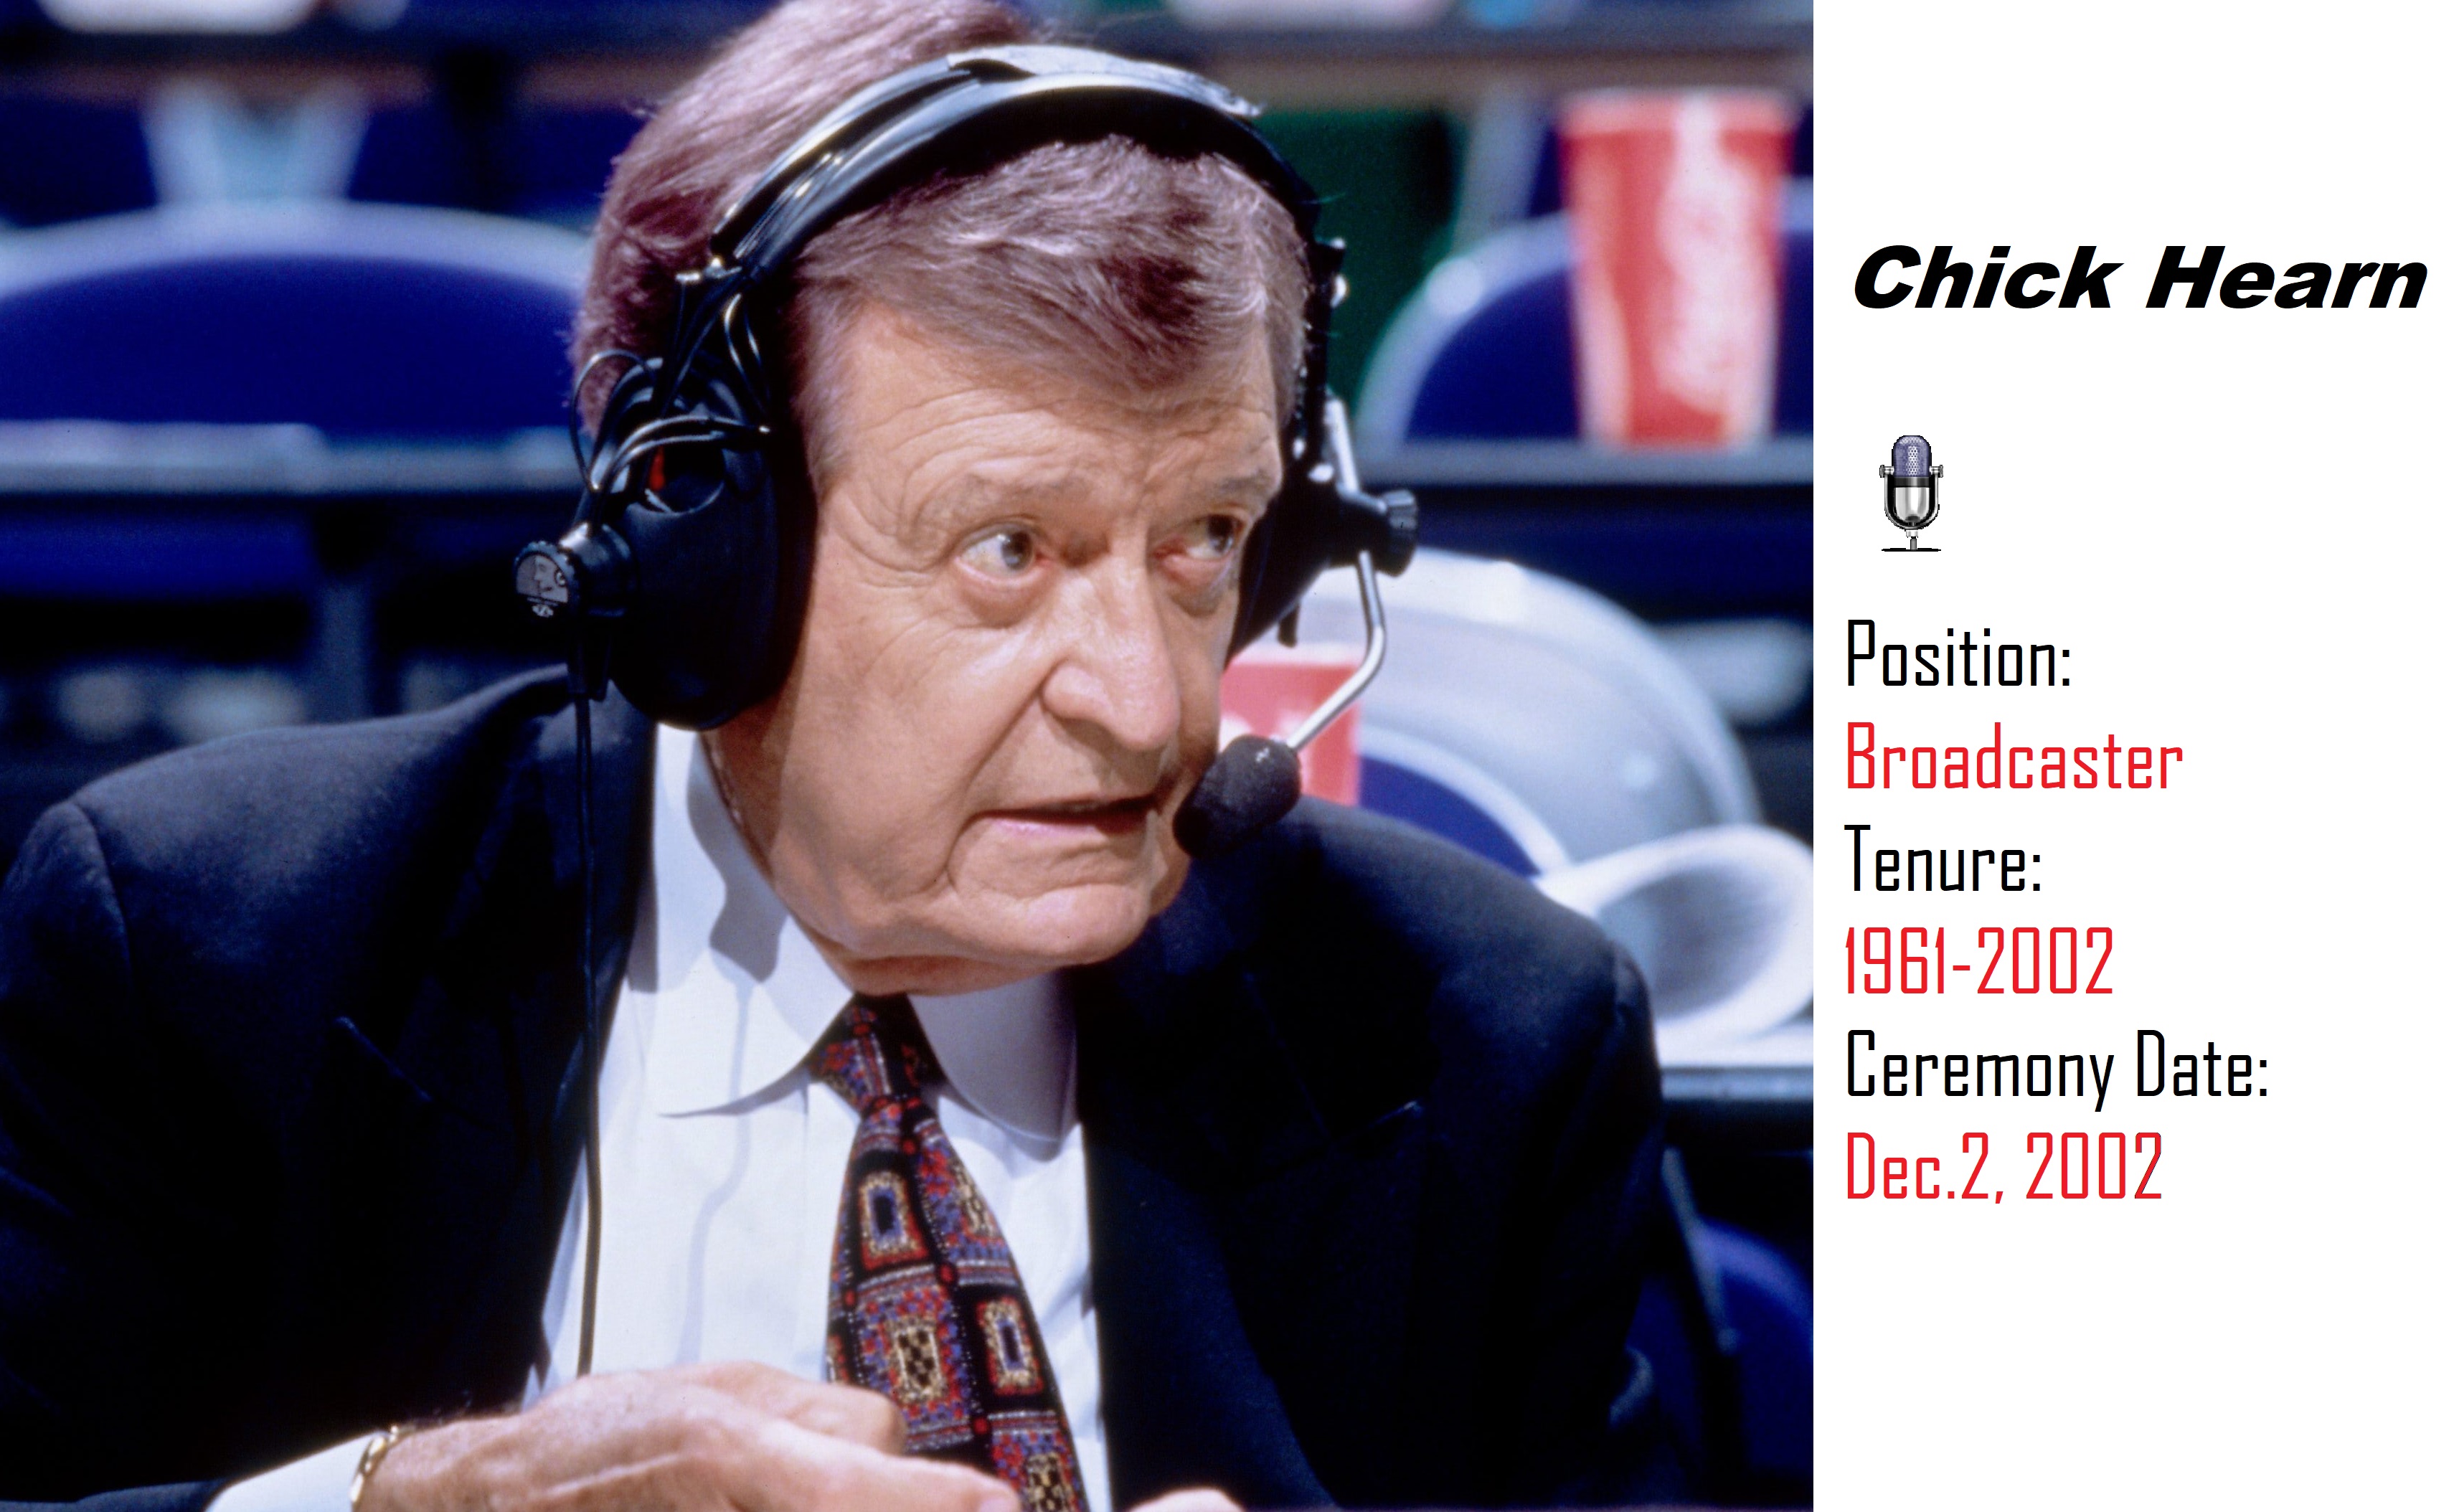 Chick Hearn
Position:
Broadcaster
Tenure:
1961-2002
Ceremony Date:
Dec.2, 2002